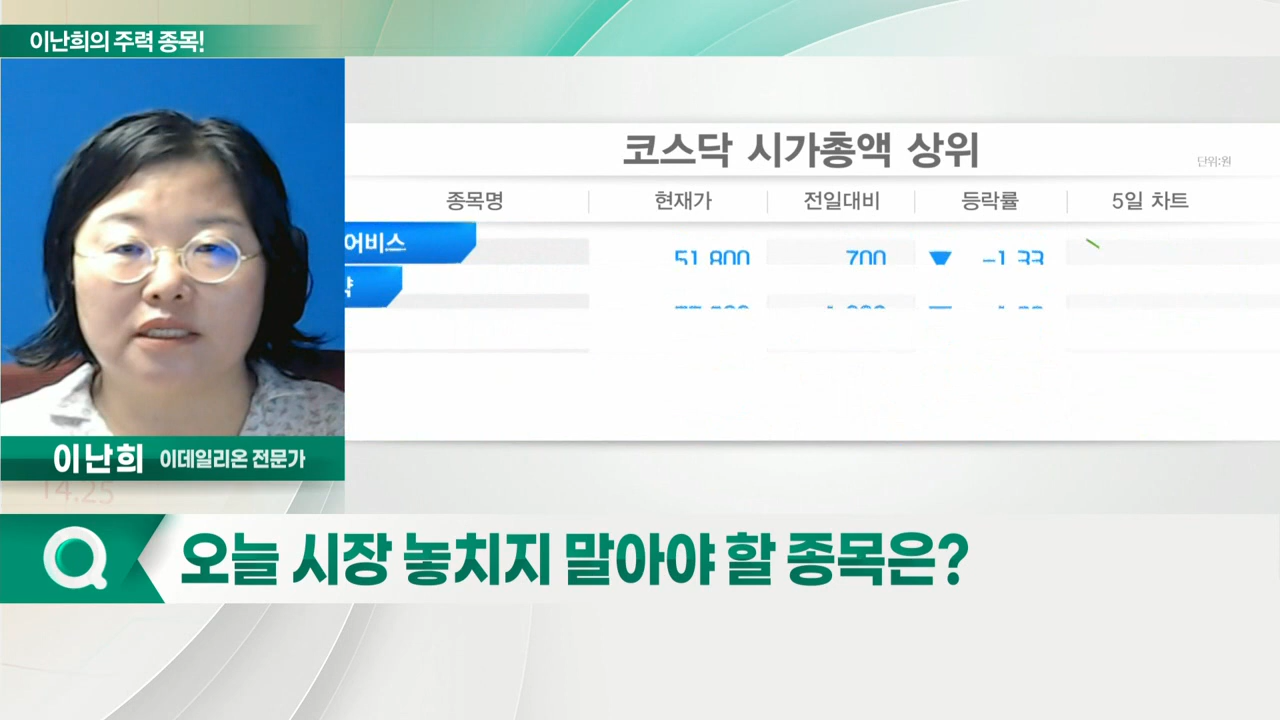 이난희의 주력 종목!
코스닥 시가총액 상위
단위:원
종목명 현재가 전일대비 등락률 5일 차트
어비스 51,800 700 ▼ -1.33
약
이난희 이데일리온 전문가
14.25
오늘 시장 놓치지 말아야 할 종목은?